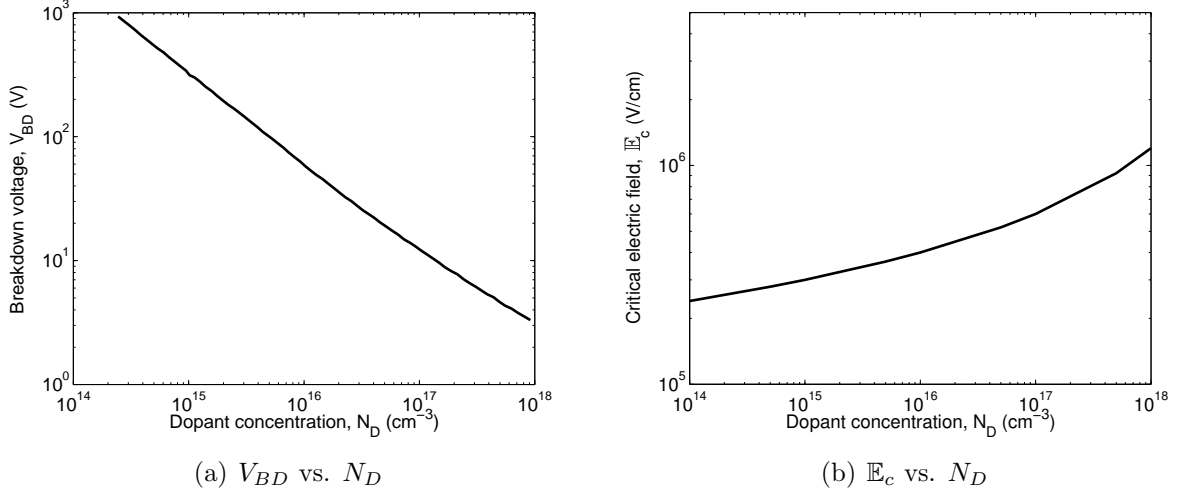 10³
10²
10¹
10⁰
Breakdown voltage, V_BD (V)
10¹⁴ 10¹⁵ 10¹⁶ 10¹⁷ 10¹⁸
Dopant concentration, N_D (cm⁻³)
(a) V_BD vs. N_D
10⁶
10⁵
Critical electric field, 𝔼_c (V/cm)
10¹⁴ 10¹⁵ 10¹⁶ 10¹⁷ 10¹⁸
Dopant concentration, N_D (cm⁻³)
(b) 𝔼_c vs. N_D